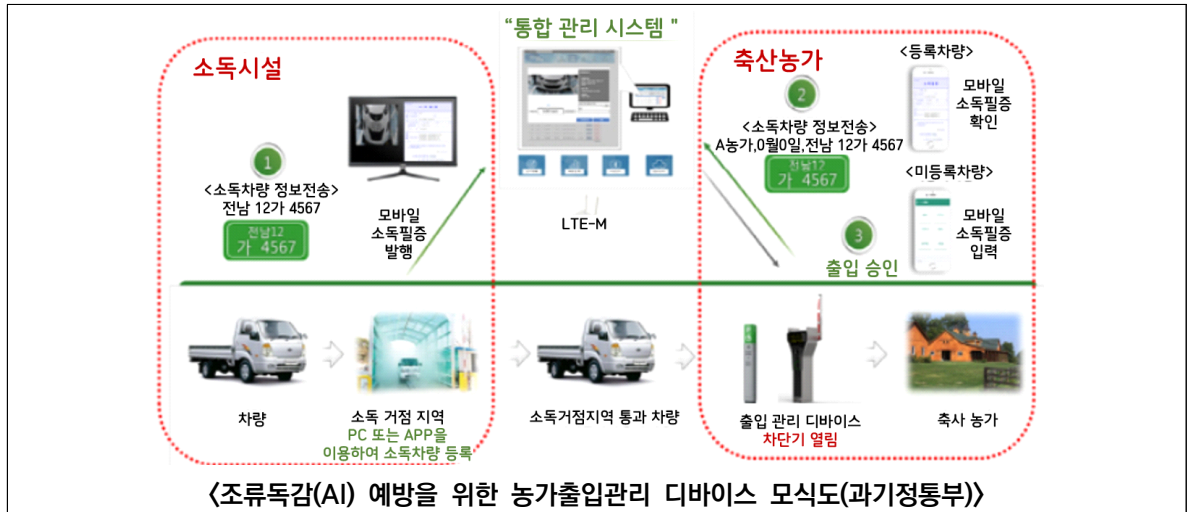 "통합 관리 시스템 "
소독시설
축산농가
<등록차량>
모바일
소독필증
확인
1
<소독차량 정보전송>
전남 12가 4567
전남12
가 4567
모바일
소독필증
발행
LTE-M
2
<소독차량 정보전송>
A농가,0월0일,전남 12가 4567
전남12
가 4567
<미등록차량>
모바일
소독필증
입력
3
출입 승인
차량
소독 거점 지역
PC 또는 APP을
이용하여 소독차량 등록
소독거점지역 통과 차량
출입 관리 디바이스
차단기 열림
축사 농가
<조류독감(AI) 예방을 위한 농가출입관리 디바이스 모식도(과기정통부)>